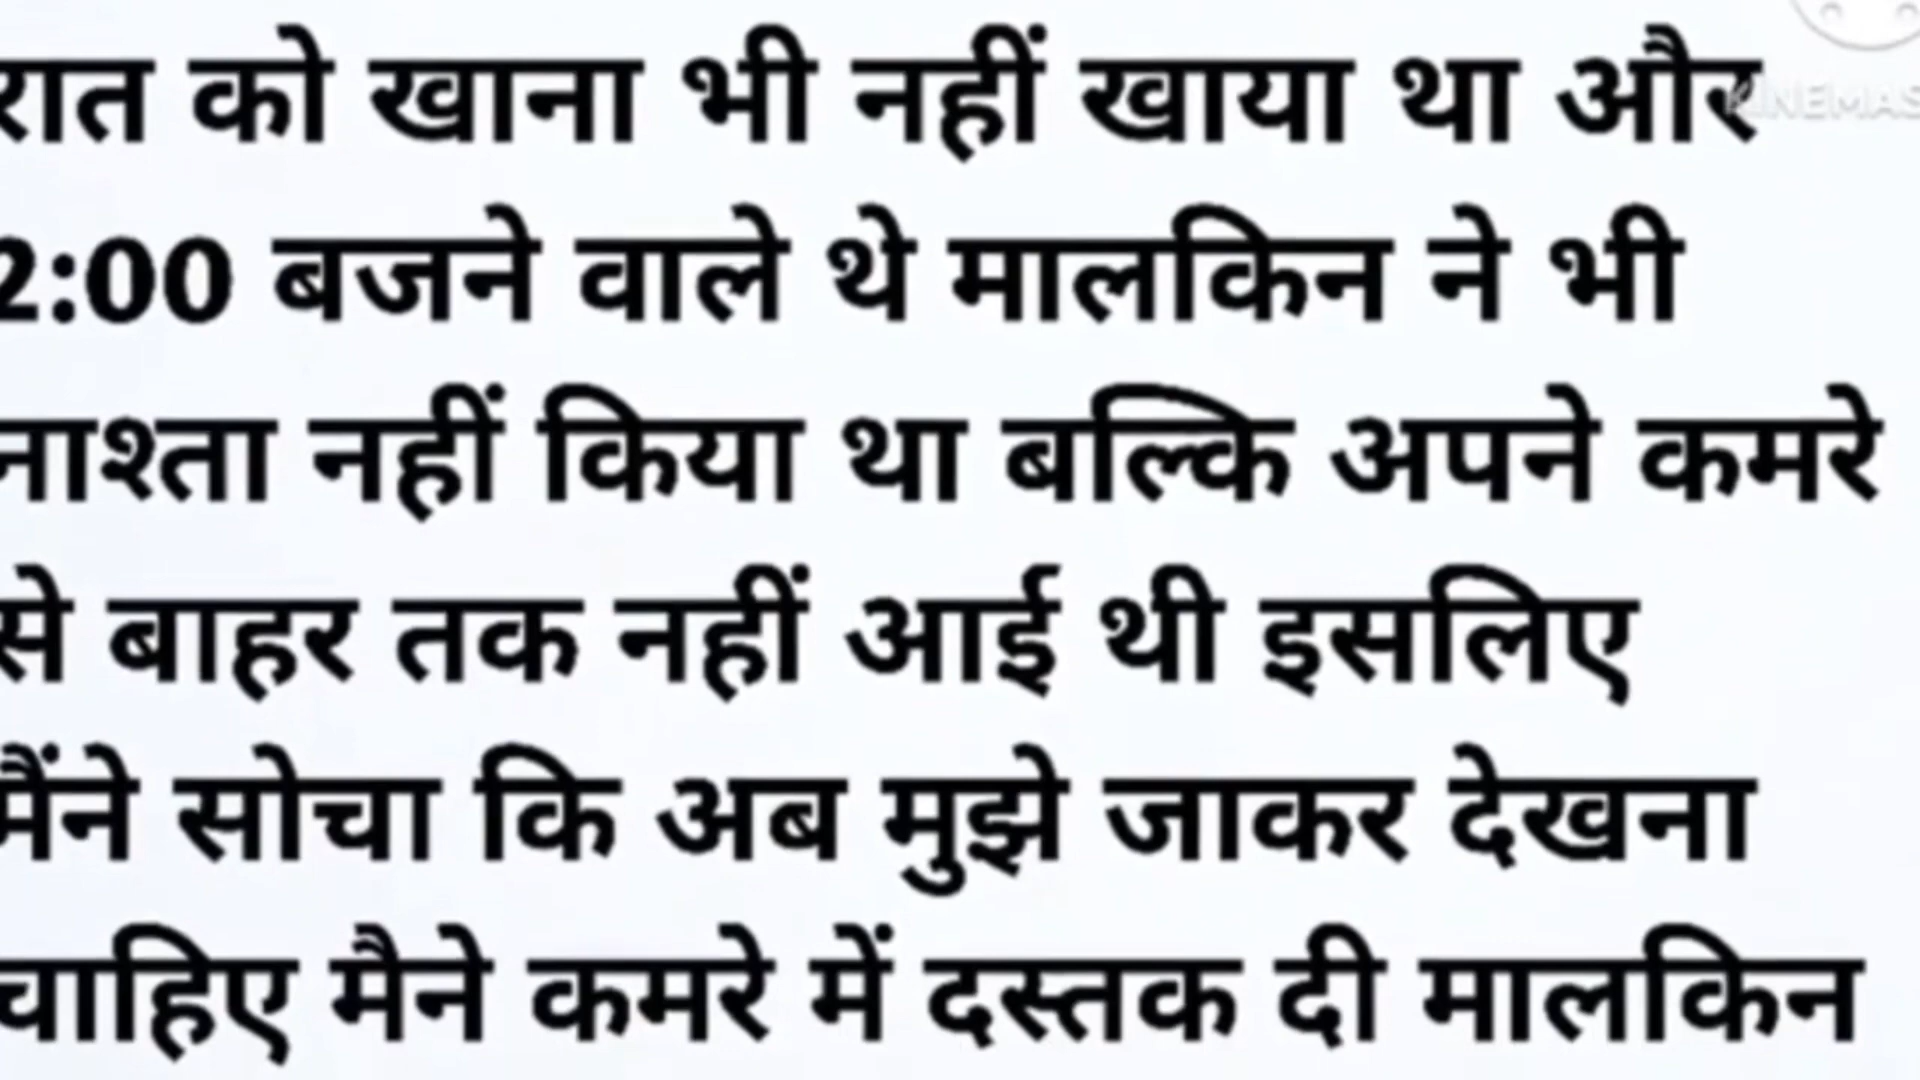 रात को खाना भी नहीं खाया था और
2:00 बजने वाले थे मालकिन ने भी
नाश्ता नहीं किया था बल्कि अपने कमरे
से बाहर तक नहीं आई थी इसलिए
मैंने सोचा कि अब मुझे जाकर देखना
चाहिए मैने कमरे में दस्तक दी मालकिन